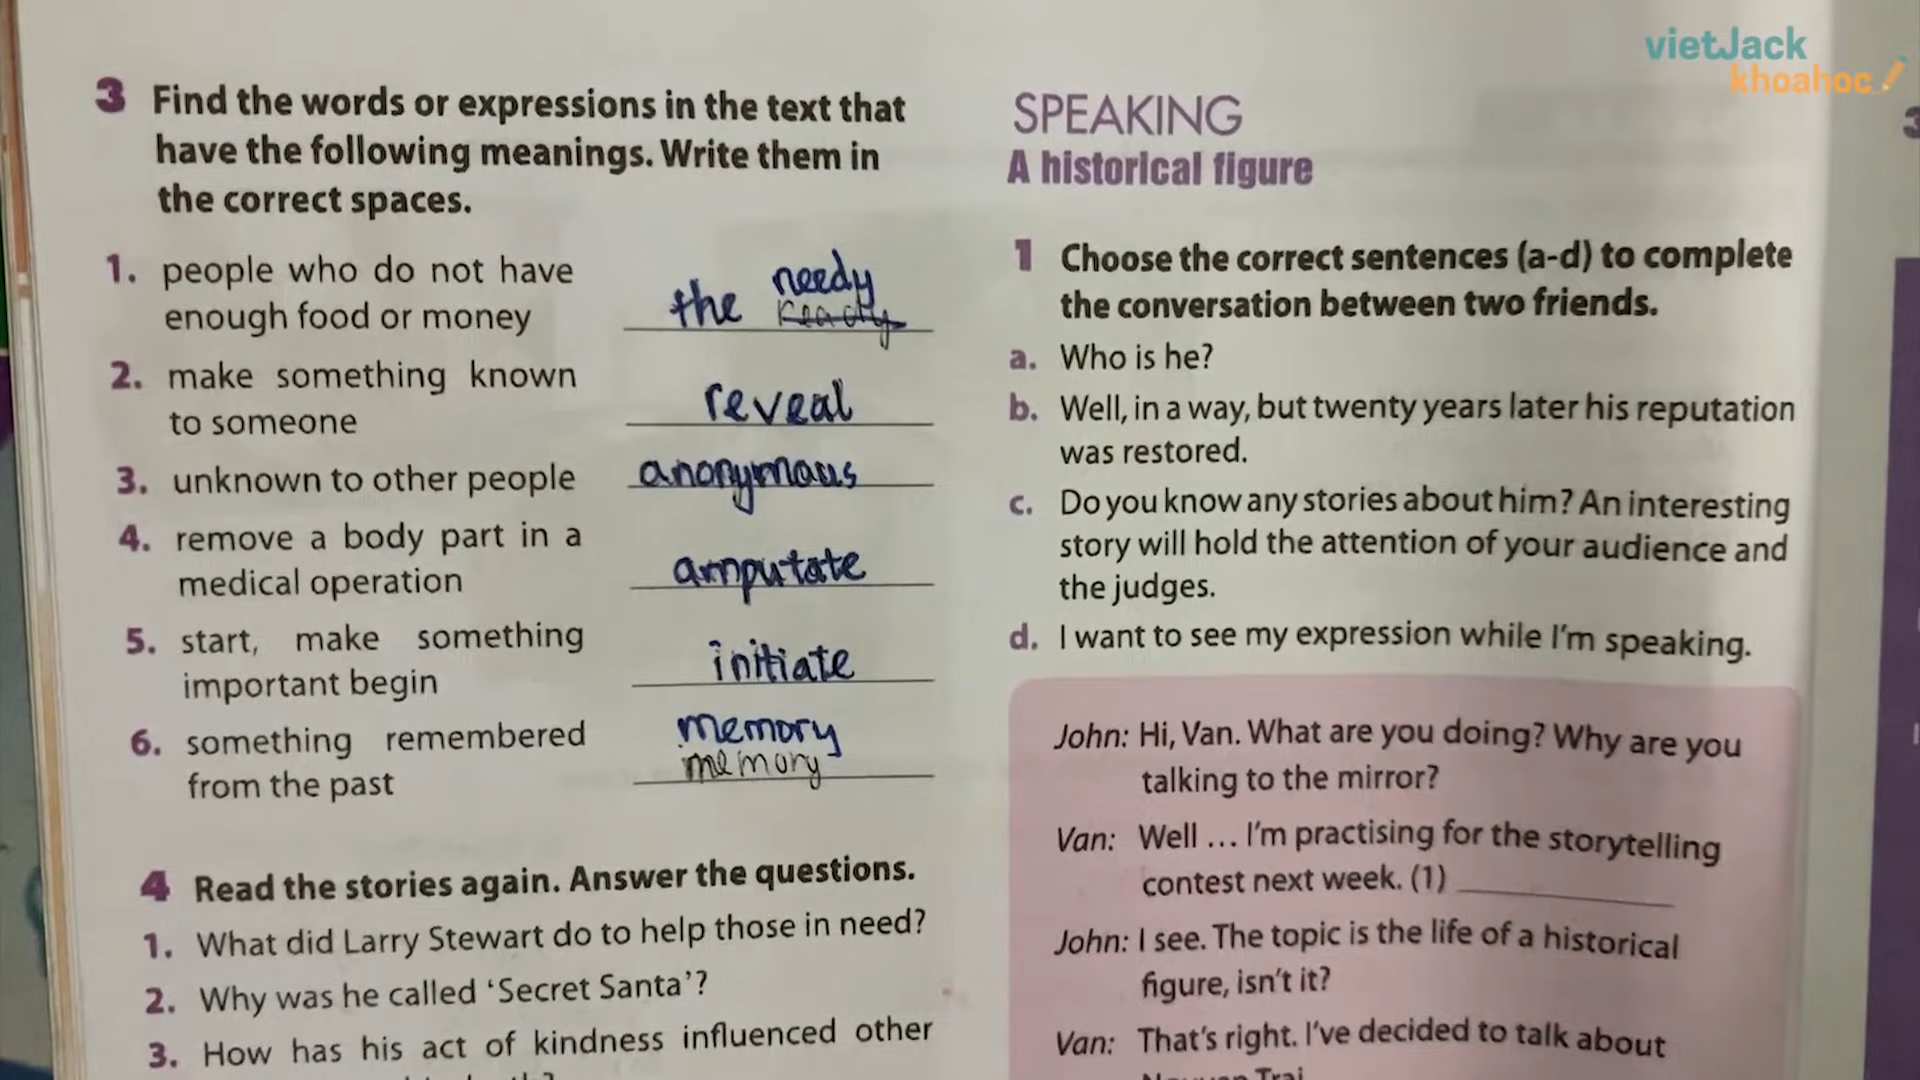 vietJack
khoahoc
3 Find the words or expressions in the text that
have the following meanings. Write them in
the correct spaces.
1. people who do not have
enough food or money
the needy
2. make something known
to someone
reveal
3. unknown to other people
anonymous
4. remove a body part in a
medical operation
amputate
5. start, make something
important begin
initiate
6. something remembered
from the past
memory
memory
4 Read the stories again. Answer the questions.
1. What did Larry Stewart do to help those in need?
2. Why was he called ‘Secret Santa’?
3. How has his act of kindness influenced other
SPEAKING
A historical figure
1 Choose the correct sentences (a-d) to complete
the conversation between two friends.
a. Who is he?
b. Well, in a way, but twenty years later his reputation
was restored.
c. Do you know any stories about him? An interesting
story will hold the attention of your audience and
the judges.
d. I want to see my expression while I’m speaking.
John: Hi, Van. What are you doing? Why are you
talking to the mirror?
Van: Well ... I’m practising for the storytelling
contest next week. (1)
John: I see. The topic is the life of a historical
figure, isn’t it?
Van: That’s right. I’ve decided to talk about
Nguyen Trai